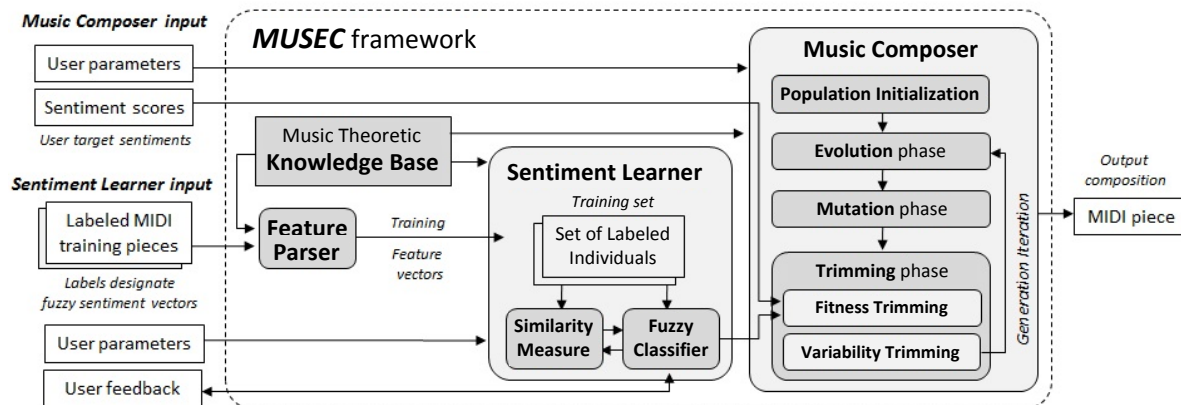 Music Composer input
User parameters
Sentiment scores
User target sentiments
Sentiment Learner input
Labeled MIDI
training pieces
Labels designate
fuzzy sentiment vectors
User parameters
User feedback
MUSEC framework
Music Theoretic
Knowledge Base
Feature
Parser
Training
Feature
vectors
Sentiment Learner
Training set
Set of Labeled
Individuals
Similarity
Measure
Fuzzy
Classifier
Music Composer
Population Initialization
Evolution phase
Mutation phase
Trimming phase
Fitness Trimming
Variability Trimming
Generation Iteration
Output
composition
MIDI piece